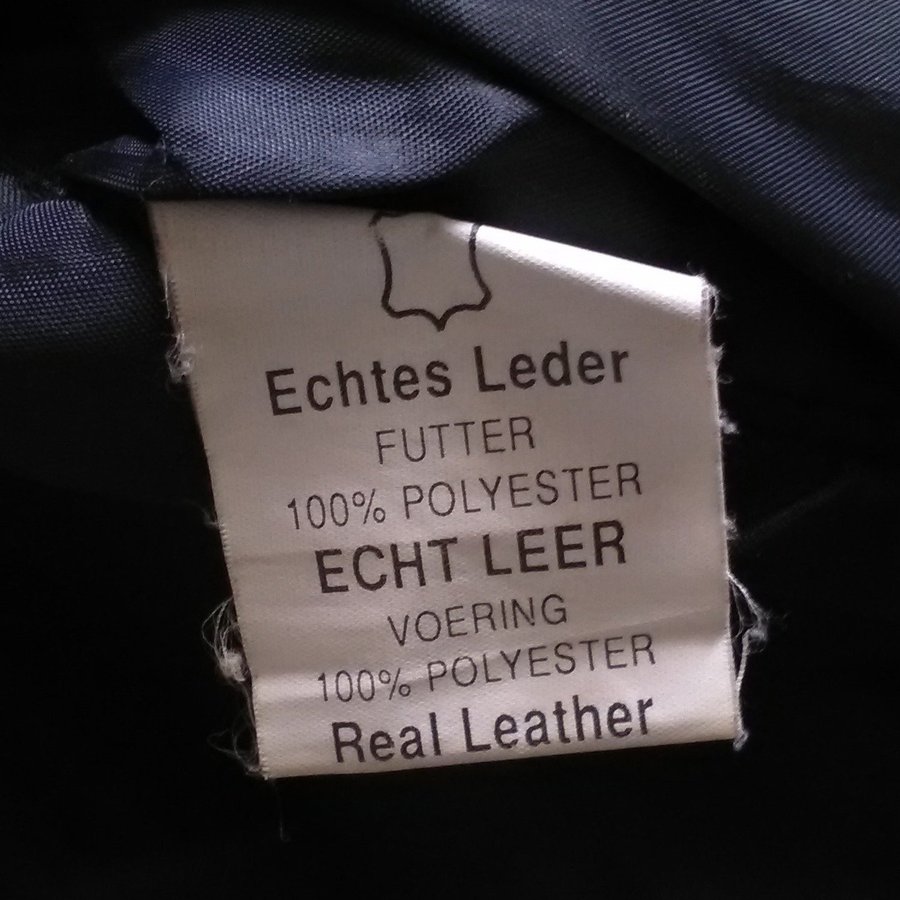 Echtes Leder
FUTTER
100% POLYESTER
ECHT LEER
VOERING
100% POLYESTER
Real Leather